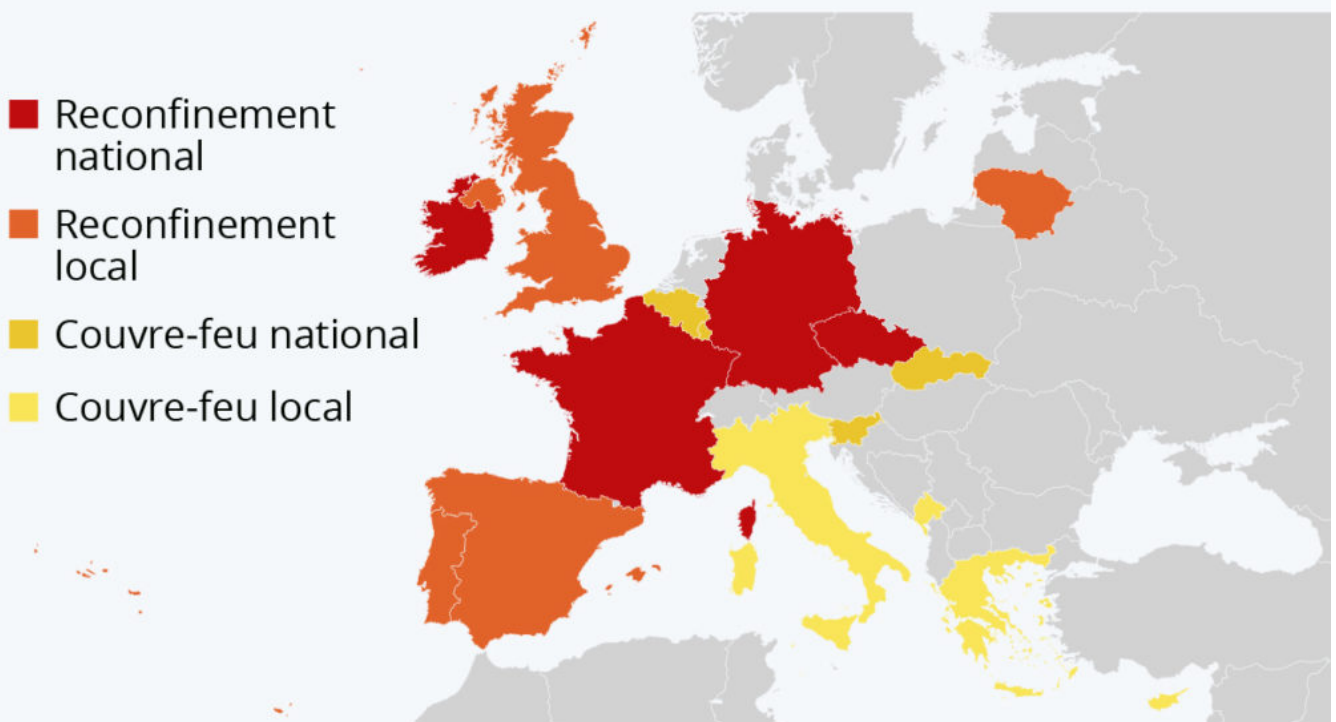 Reconfinement
national
Reconfinement
local
Couvre-feu national
Couvre-feu local